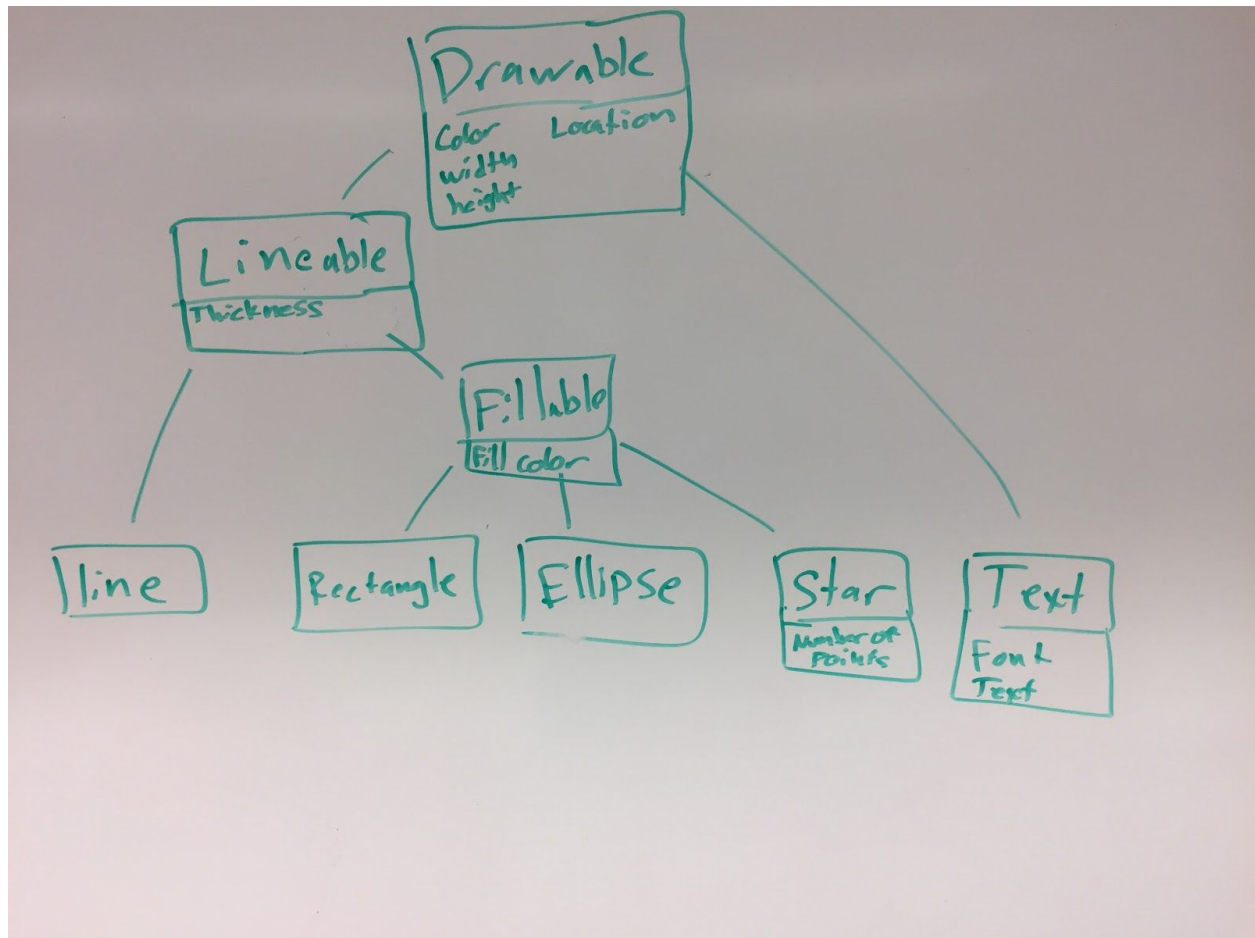 Drawable
Color Location
width
height
Lineable
Thickness
Fillable
Fill color
line
Rectangle
Ellipse
Star
Number of
Points
Text
Font
Text